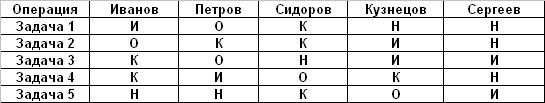 Операция Иванов Петров Сидоров Кузнецов Сергеев
Задача 1 И О К Н Н
Задача 2 О К К И Н
Задача 3 К О Н И И
Задача 4 К И О К Н
Задача 5 Н Н К О И